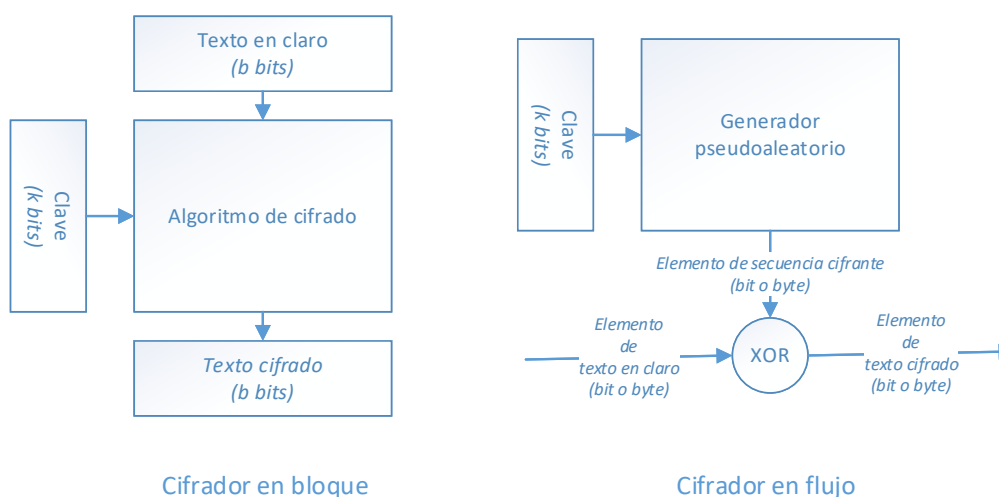 Texto en claro
(b bits)
Clave
(k bits)
Algoritmo de cifrado
Texto cifrado
(b bits)
Cifrador en bloque
Clave
(k bits)
Generador
pseudoaleatorio
Elemento de secuencia cifrante
(bit o byte)
Elemento
de
texto en claro
(bit o byte)
XOR
Elemento
de
texto cifrado
(bit o byte)
Cifrador en flujo